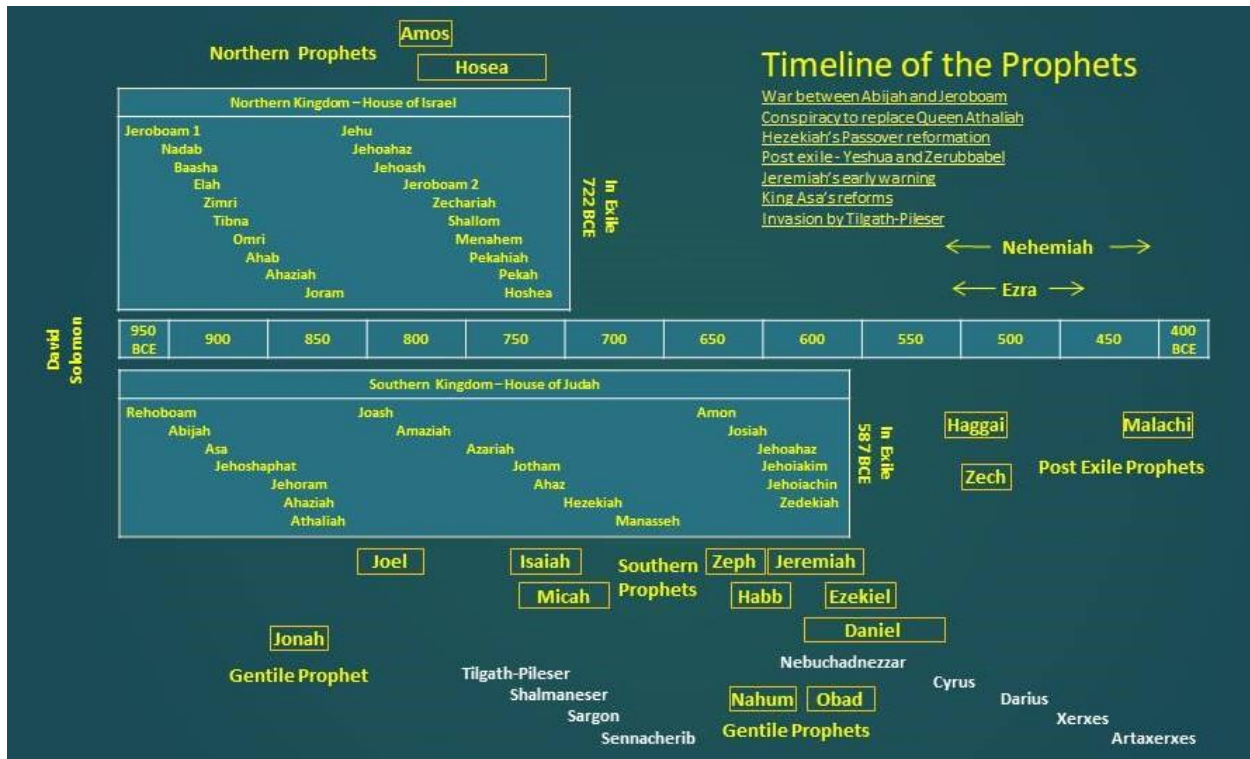 Timeline of the Prophets
War between Abijah and Jeroboam
Conspiracy to replace Queen Athaliah
Hezekiah's Passover reformation
Post exile - Yeshua and Zerubbabel
Jeremiah's early warning
King Asa's reforms
Invasion by Tilgath-Pileser
Northern Prophets
Amos
Hosea
Northern Kingdom – House of Israel
Jeroboam 1
Nadab
Baasha
Elah
Zimri
Tibna
Omri
Ahab
Ahaziah
Joram
Jehu
Jehoahaz
Jehoash
Jeroboam 2
Zechariah
Shallom
Menahem
Pekahiah
Pekah
Hoshea
In Exile
722 BCE
Nehemiah
Ezra
David
Solomon
950 BCE 900 850 800 750 700 650 600 550 500 450 400 BCE
Southern Kingdom – House of Judah
Rehoboam
Abijah
Asa
Jehoshaphat
Jehoram
Ahaziah
Athaliah
Joash
Amaziah
Azariah
Jotham
Ahaz
Hezekiah
Manasseh
Amon
Josiah
Jehoahaz
Jehoiakim
Jehoiachin
Zedekiah
In Exile
587 BCE
Haggai
Malachi
Zech
Post Exile Prophets
Joel
Isaiah
Micah
Southern
Prophets
Zeph
Jeremiah
Habb
Ezekiel
Daniel
Jonah
Gentile Prophet
Tilgath-Pileser
Shalmaneser
Sargon
Sennacherib
Nebuchadnezzar
Cyrus
Darius
Xerxes
Artaxerxes
Nahum
Obad
Gentile Prophets